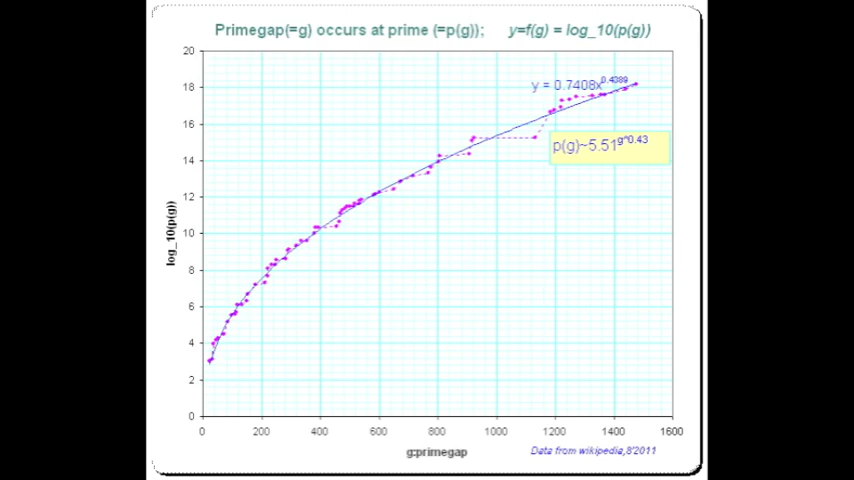 Primegap(=g) occurs at prime (=p(g)); y=f(g) = log_10(p(g))
20
18
16
14
12
10
8
6
4
2
0
log_10(p(g))
y = 0.7408x^0.4389
p(g)~5.51^g^0.43
0 200 400 600 800 1000 1200 1400 1600
g:primegap
Data from wikipedia,8'2011